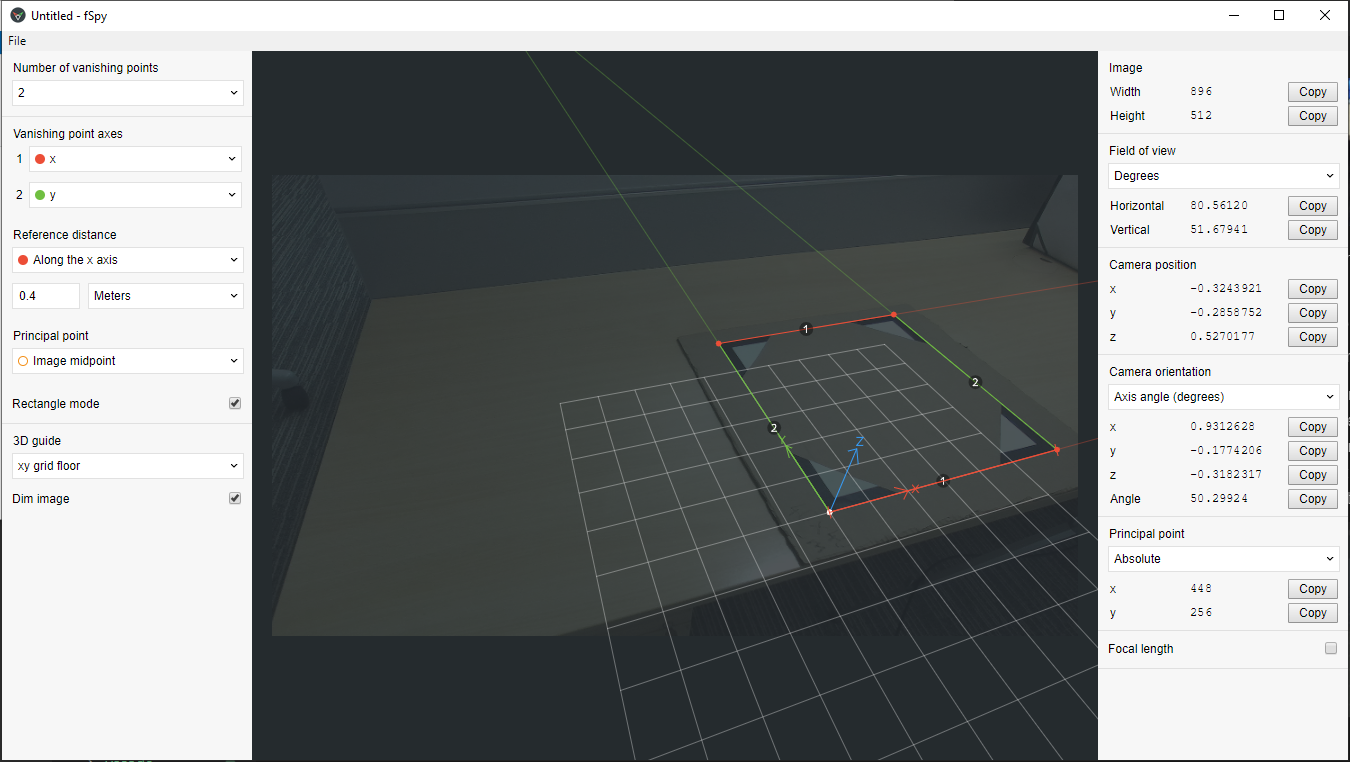 Untitled - fSpy
File
Number of vanishing points
2
Vanishing point axes
1 x
2 y
Reference distance
Along the x axis
0.4 Meters
Principal point
Image midpoint
Rectangle mode
3D guide
xy grid floor
Dim image
1
2
2
1
Z
Y
X
Image
Width 896 Copy
Height 512 Copy
Field of view
Degrees
Horizontal 80.56120 Copy
Vertical 51.67941 Copy
Camera position
x -0.3243921 Copy
y -0.2858752 Copy
z 0.5270177 Copy
Camera orientation
Axis angle (degrees)
x 0.9312628 Copy
y -0.1774206 Copy
z -0.3182317 Copy
Angle 50.29924 Copy
Principal point
Absolute
x 448 Copy
y 256 Copy
Focal length